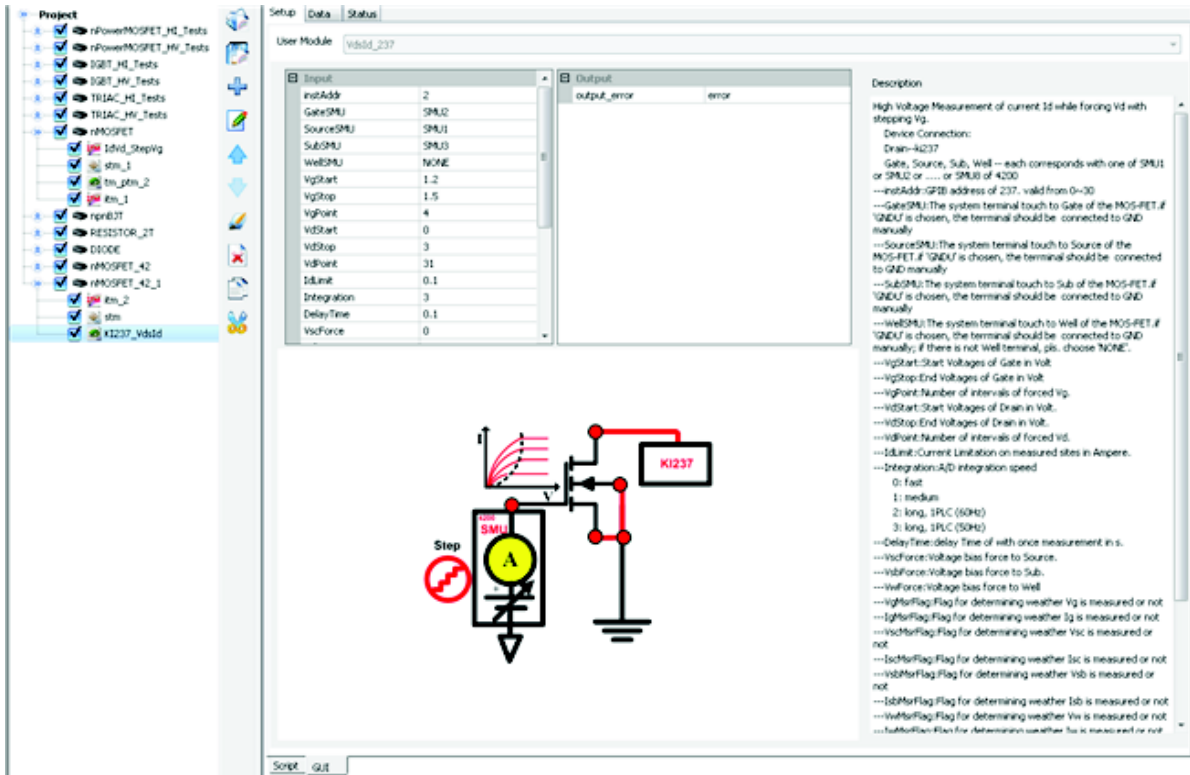 Project
nPowerMOSFET_HI_Tests
nPowerMOSFET_HV_Tests
IGBT_HI_Tests
IGBT_HV_Tests
TRIAC_HI_Tests
TRIAC_HV_Tests
nMOSFET
IdVd_StepVg
stm_1
tm_ptm_2
itm_1
npnBJT
RESISTOR_2T
DIODE
nMOSFET_42
nMOSFET_42_1
itm_2
stm
KI237_VdsId
Setup Data Status
User Module VdsId_237
Input
instAddr 2
GateSMU SMU2
SourceSMU SMU1
SubSMU SMU3
WellSMU NONE
VgStart 1.2
VgStop 1.5
VgPoint 4
VdStart 0
VdStop 3
VdPoint 31
IdLimit 0.1
Integration 3
DelayTime 0.1
VscForce 0
Output
output_error error
I
V
KI237
4200
SMU
A
Step
Description
High Voltage Measurement of current Id while forcing Vd with
stepping Vg.
Device Connection:
Drain--ki237
Gate, Source, Sub, Well -- each corresponds with one of SMU1
or SMU2 or ..... or SMU8 of 4200
---instAddr:GPIB address of 237. valid from 0~30
---GateSMU:The system terminal touch to Gate of the MOS-FET.if
'GNDU' is chosen, the terminal should be connected to GND
manually
---SourceSMU:The system terminal touch to Source of the
MOS-FET.if 'GNDU' is chosen, the terminal should be connected
to GND manually
---SubSMU:The system terminal touch to Sub of the MOS-FET.if
'GNDU' is chosen, the terminal should be connected to GND
manually
---WellSMU:The system terminal touch to Well of the MOS-FET.if
'GNDU' is chosen, the terminal should be connected to GND
manually; if there is not Well terminal, pls. choose 'NONE'.
---VgStart:Start Voltages of Gate in Volt
---VgStop:End Voltages of Gate in Volt
---VgPoint:Number of intervals of forced Vg.
---VdStart:Start Voltages of Drain in Volt.
---VdStop:End Voltages of Drain in Volt.
---VdPoint:Number of intervals of forced Vd.
---IdLimit:Current Limitation on measured sites in Ampere.
---Integration:A/D integration speed
0: fast
1: medium
2: long, 1PLC (60Hz)
3: long, 1PLC (50Hz)
---DelayTime:delay Time of with once measurement in s.
---VscForce:Voltage bias force to Source.
---VsbForce:Voltage bias force to Sub.
---VwForce:Voltage bias force to Well
---VgMsrFlag:Flag for determining weather Vg is measured or not
---IgMsrFlag:Flag for determining weather Ig is measured or not
---VscMsrFlag:Flag for determining weather Vsc is measured or
not
---IscMsrFlag:Flag for determining weather Isc is measured or not
---VsbMsrFlag:Flag for determining weather Vsb is measured or
not
---IsbMsrFlag:Flag for determining weather Isb is measured or not
---VwMsrFlag:Flag for determining weather Vw is measured or not
---IwMsrFlag:Flag for determining weather Iw is measured or not
Script GUI